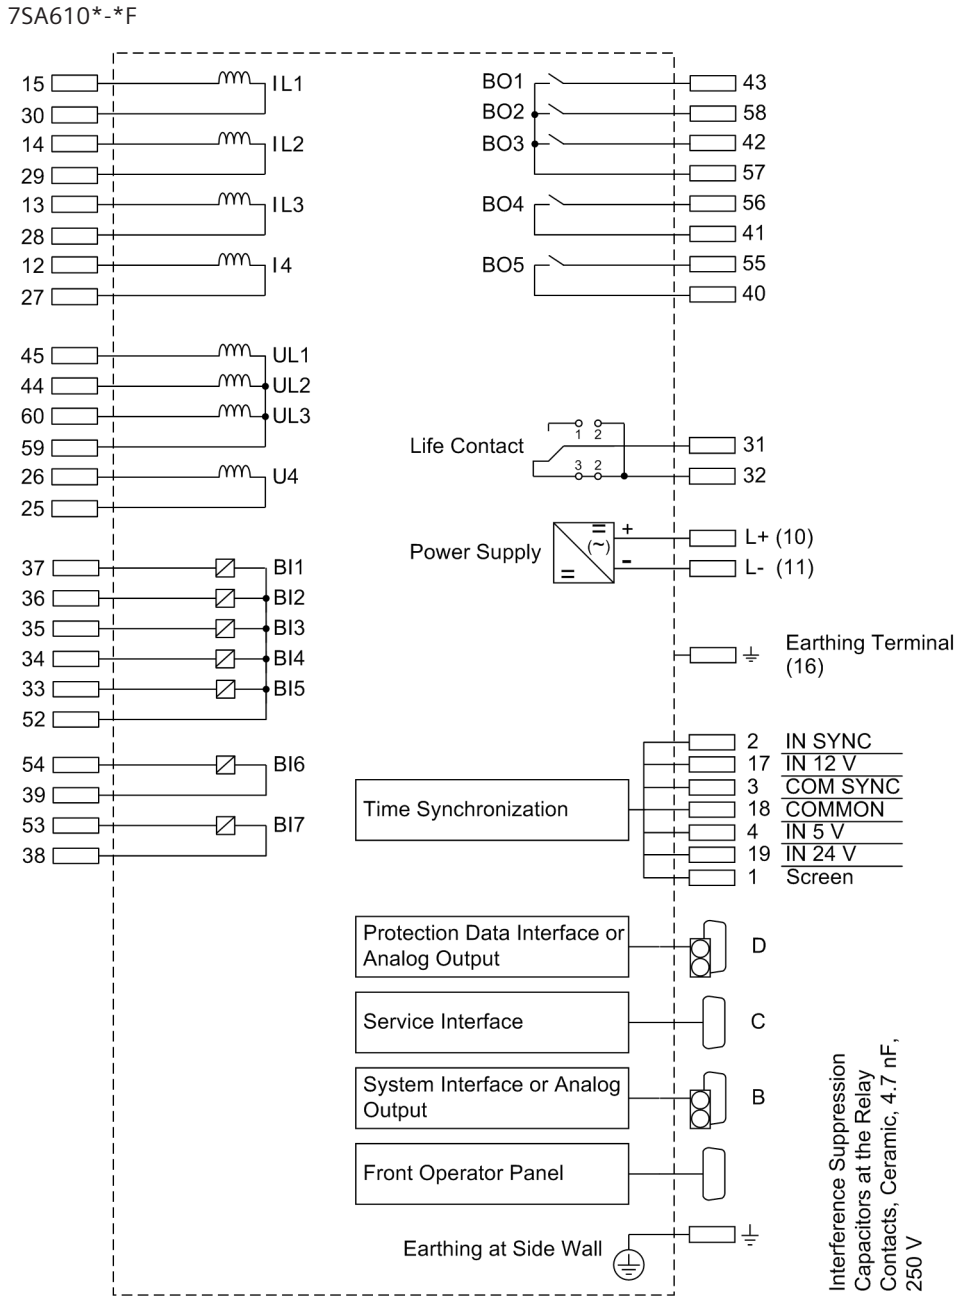 7SA610*-*F
15 IL1
30
14 IL2
29
13 IL3
28
12 I4
27
45 UL1
44 UL2
60 UL3
59
26 U4
25
37 BI1
36 BI2
35 BI3
34 BI4
33 BI5
52
54 BI6
39
53 BI7
38
BO1 43
BO2 58
BO3 42
57
BO4 56
41
BO5 55
40
1 2
Life Contact 31
3 2
32
Power Supply
= + L+ (10)
(~)
= - L- (11)
Earthing Terminal
(16)
Time Synchronization
2 IN SYNC
17 IN 12 V
3 COM SYNC
18 COMMON
4 IN 5 V
19 IN 24 V
1 Screen
Protection Data Interface or
Analog Output
D
Service Interface
C
System Interface or Analog
Output
B
Front Operator Panel
Earthing at Side Wall
Interference Suppression
Capacitors at the Relay
Contacts, Ceramic, 4.7 nF,
250 V